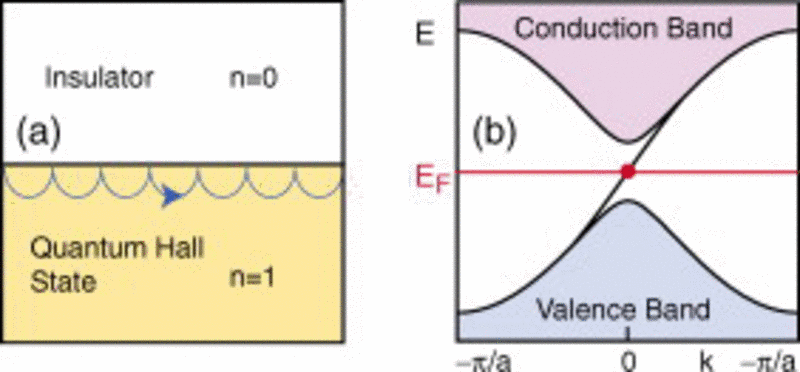 Insulator n=0
(a)
Quantum Hall
State n=1
E
Conduction Band
(b)
EF
Valence Band
−π/a 0 k −π/a